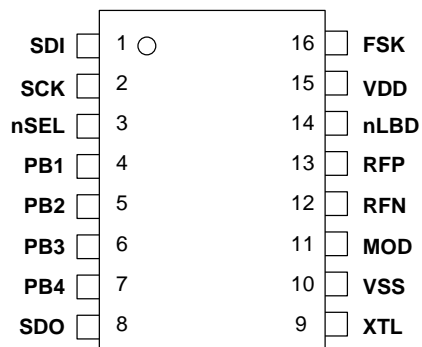 SDI 1 16 FSK
SCK 2 15 VDD
nSEL 3 14 nLBD
PB1 4 13 RFP
PB2 5 12 RFN
PB3 6 11 MOD
PB4 7 10 VSS
SDO 8 9 XTL